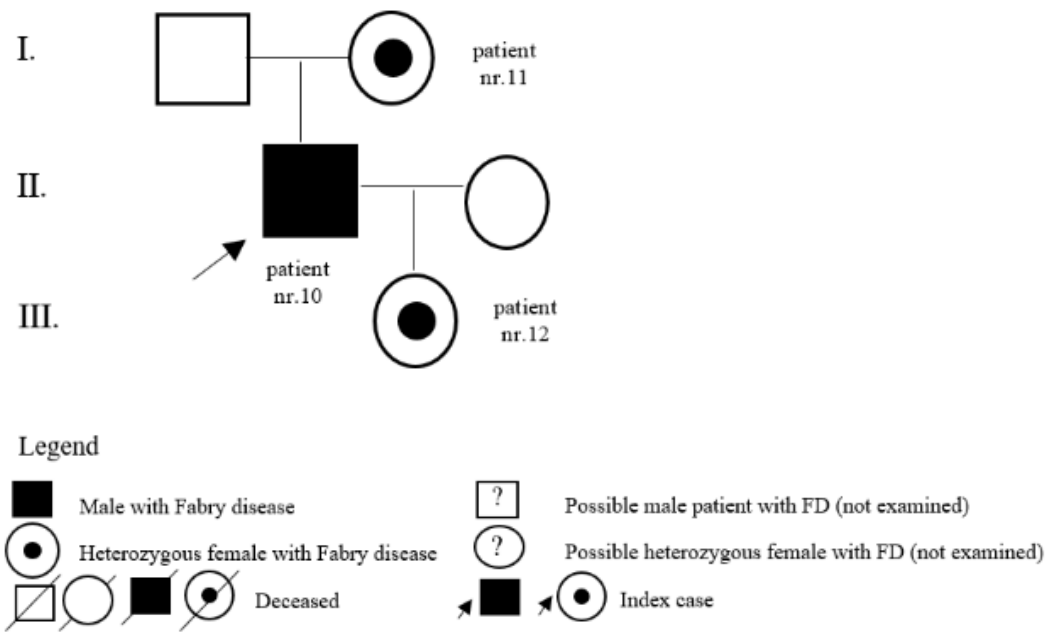 I.
patient
nr.11
II.
patient
nr.10
III.
patient
nr.12
Legend
Male with Fabry disease
? Possible male patient with FD (not examined)
Heterozygous female with Fabry disease
? Possible heterozygous female with FD (not examined)
Deceased
Index case